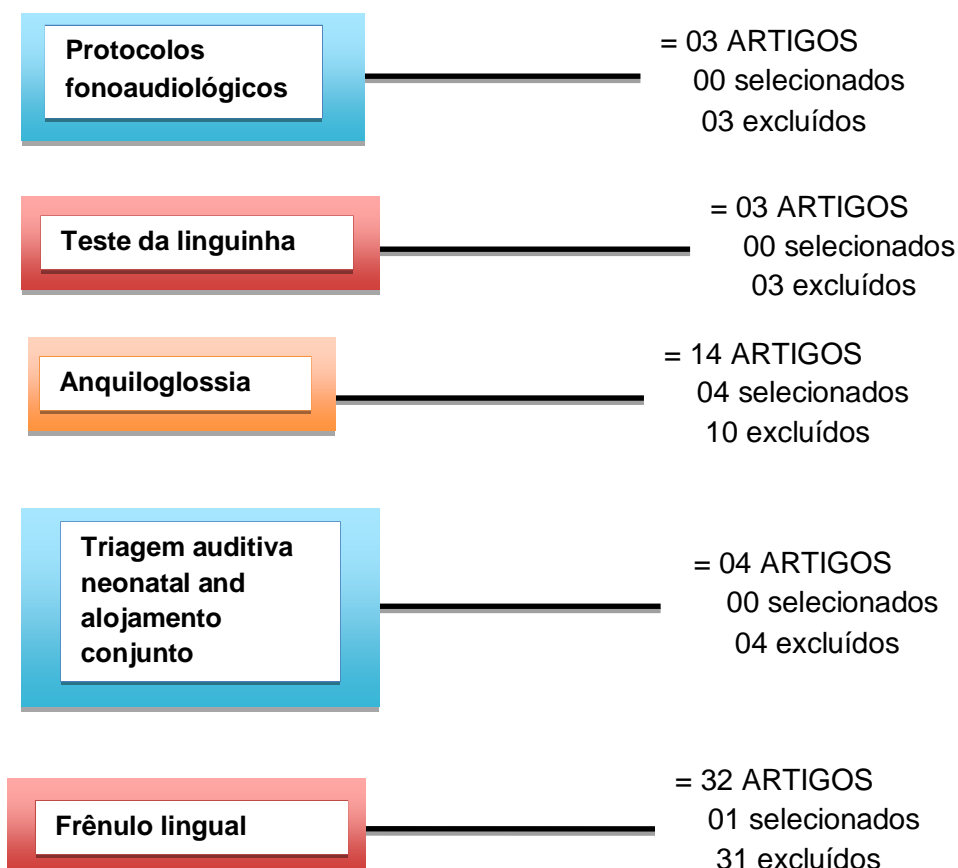 Protocolos
fonoaudiológicos
= 03 ARTIGOS
00 selecionados
03 excluídos
Teste da linguinha
= 03 ARTIGOS
00 selecionados
03 excluídos
Anquiloglossia
= 14 ARTIGOS
04 selecionados
10 excluídos
Triagem auditiva
neonatal and
alojamento
conjunto
= 04 ARTIGOS
00 selecionados
04 excluídos
Frênulo lingual
= 32 ARTIGOS
01 selecionados
31 excluídos